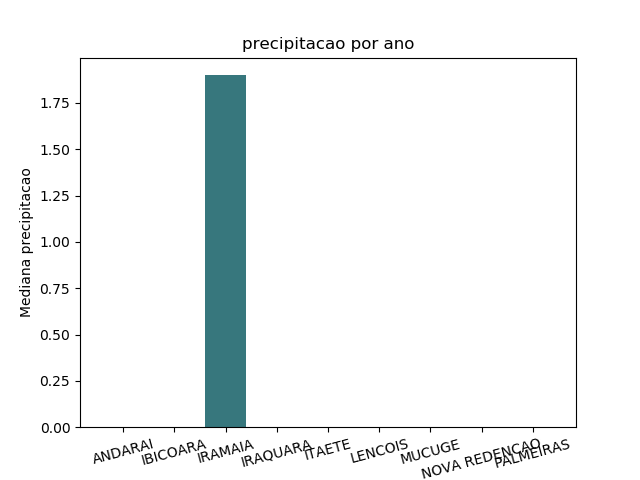 precipitacao por ano
Mediana precipitacao
1.75
1.50
1.25
1.00
0.75
0.50
0.25
0.00
ANDARAI
IBICOARA
IRAMAIA
IRAQUARA
ITAETE
LENCOIS
MUCUGE
NOVA REDENCAO
PALMEIRAS